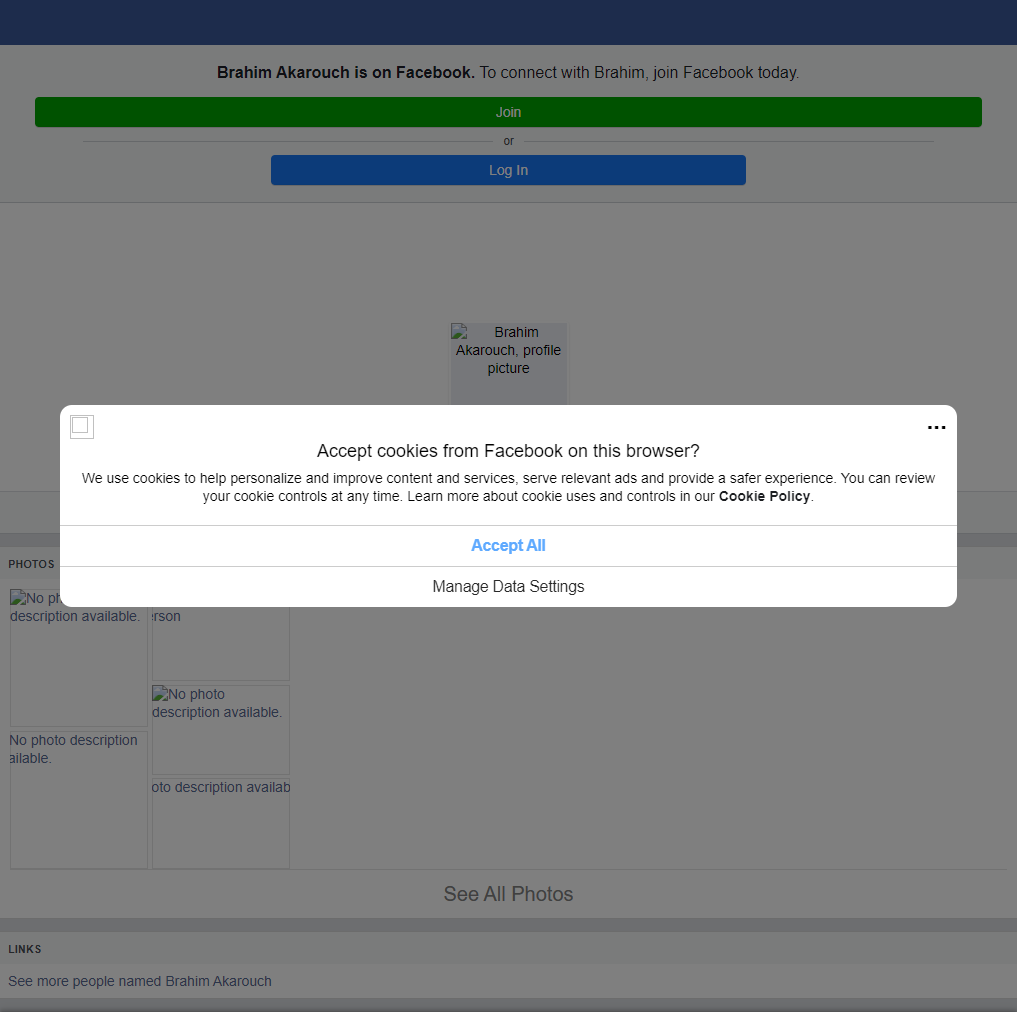 Brahim Akarouch is on Facebook. To connect with Brahim, join Facebook today.
Join
or
Log In
Brahim
Akarouch, profile
picture
...
Accept cookies from Facebook on this browser?
We use cookies to help personalize and improve content and services, serve relevant ads and provide a safer experience. You can review
your cookie controls at any time. Learn more about cookie uses and controls in our Cookie Policy.
Accept All
Manage Data Settings
PHOTOS
No
description available.
erson
No photo
description available.
No photo description
ailable.
oto description availab
See All Photos
LINKS
See more people named Brahim Akarouch